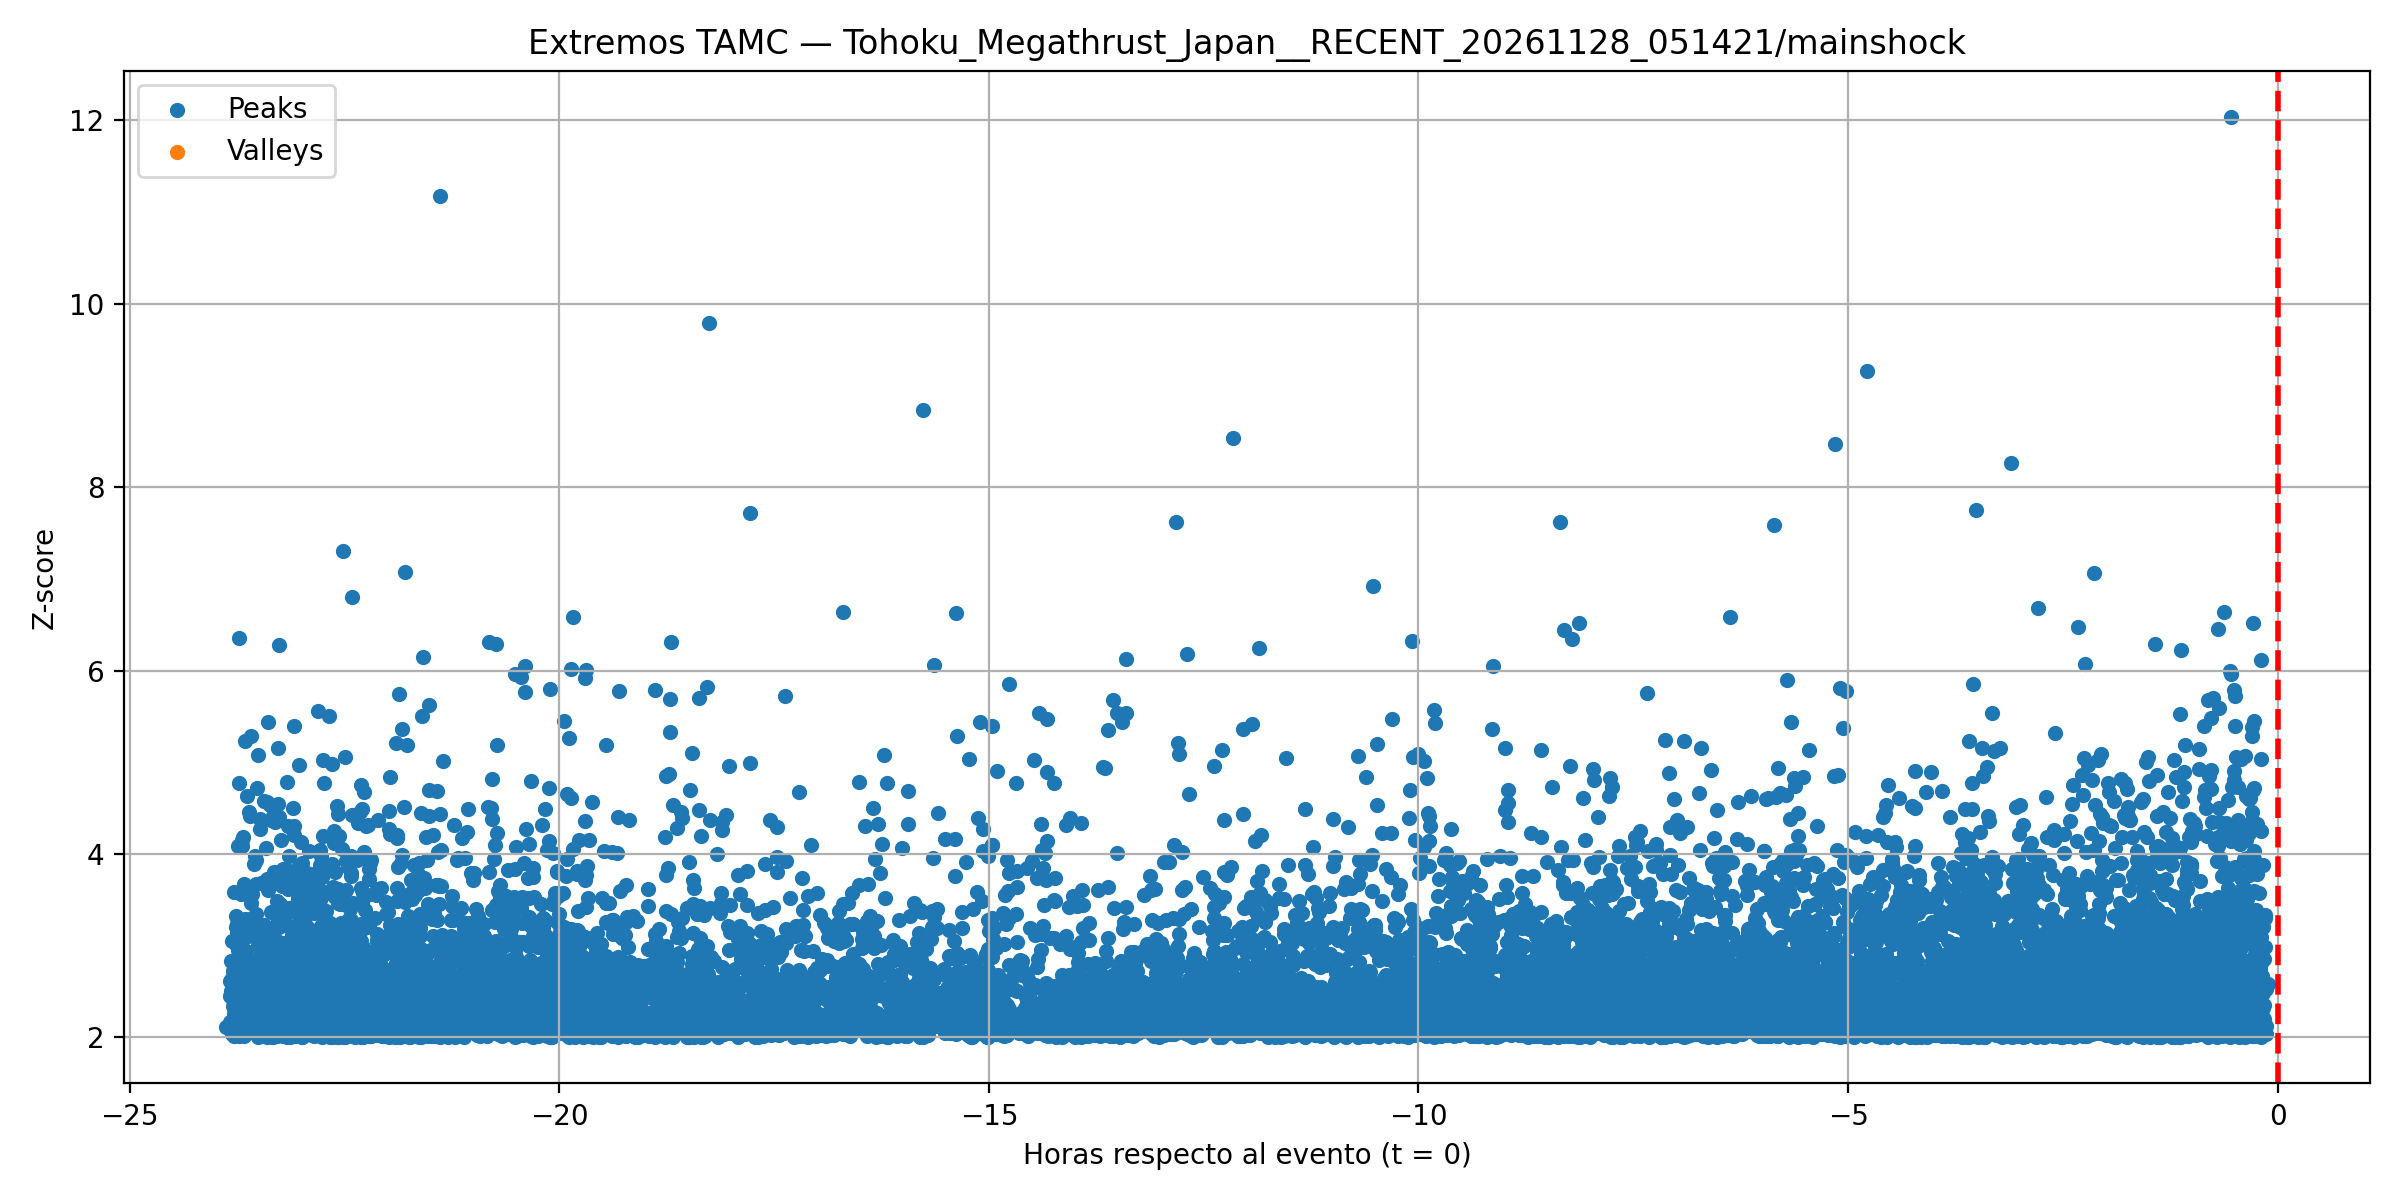 Extremos TAMC — Tohoku_Megathrust_Japan__RECENT_20261128_051421/mainshock
Peaks
Valleys
Z-score
12
10
8
6
4
2
−25 −20 −15 −10 −5 0
Horas respecto al evento (t = 0)